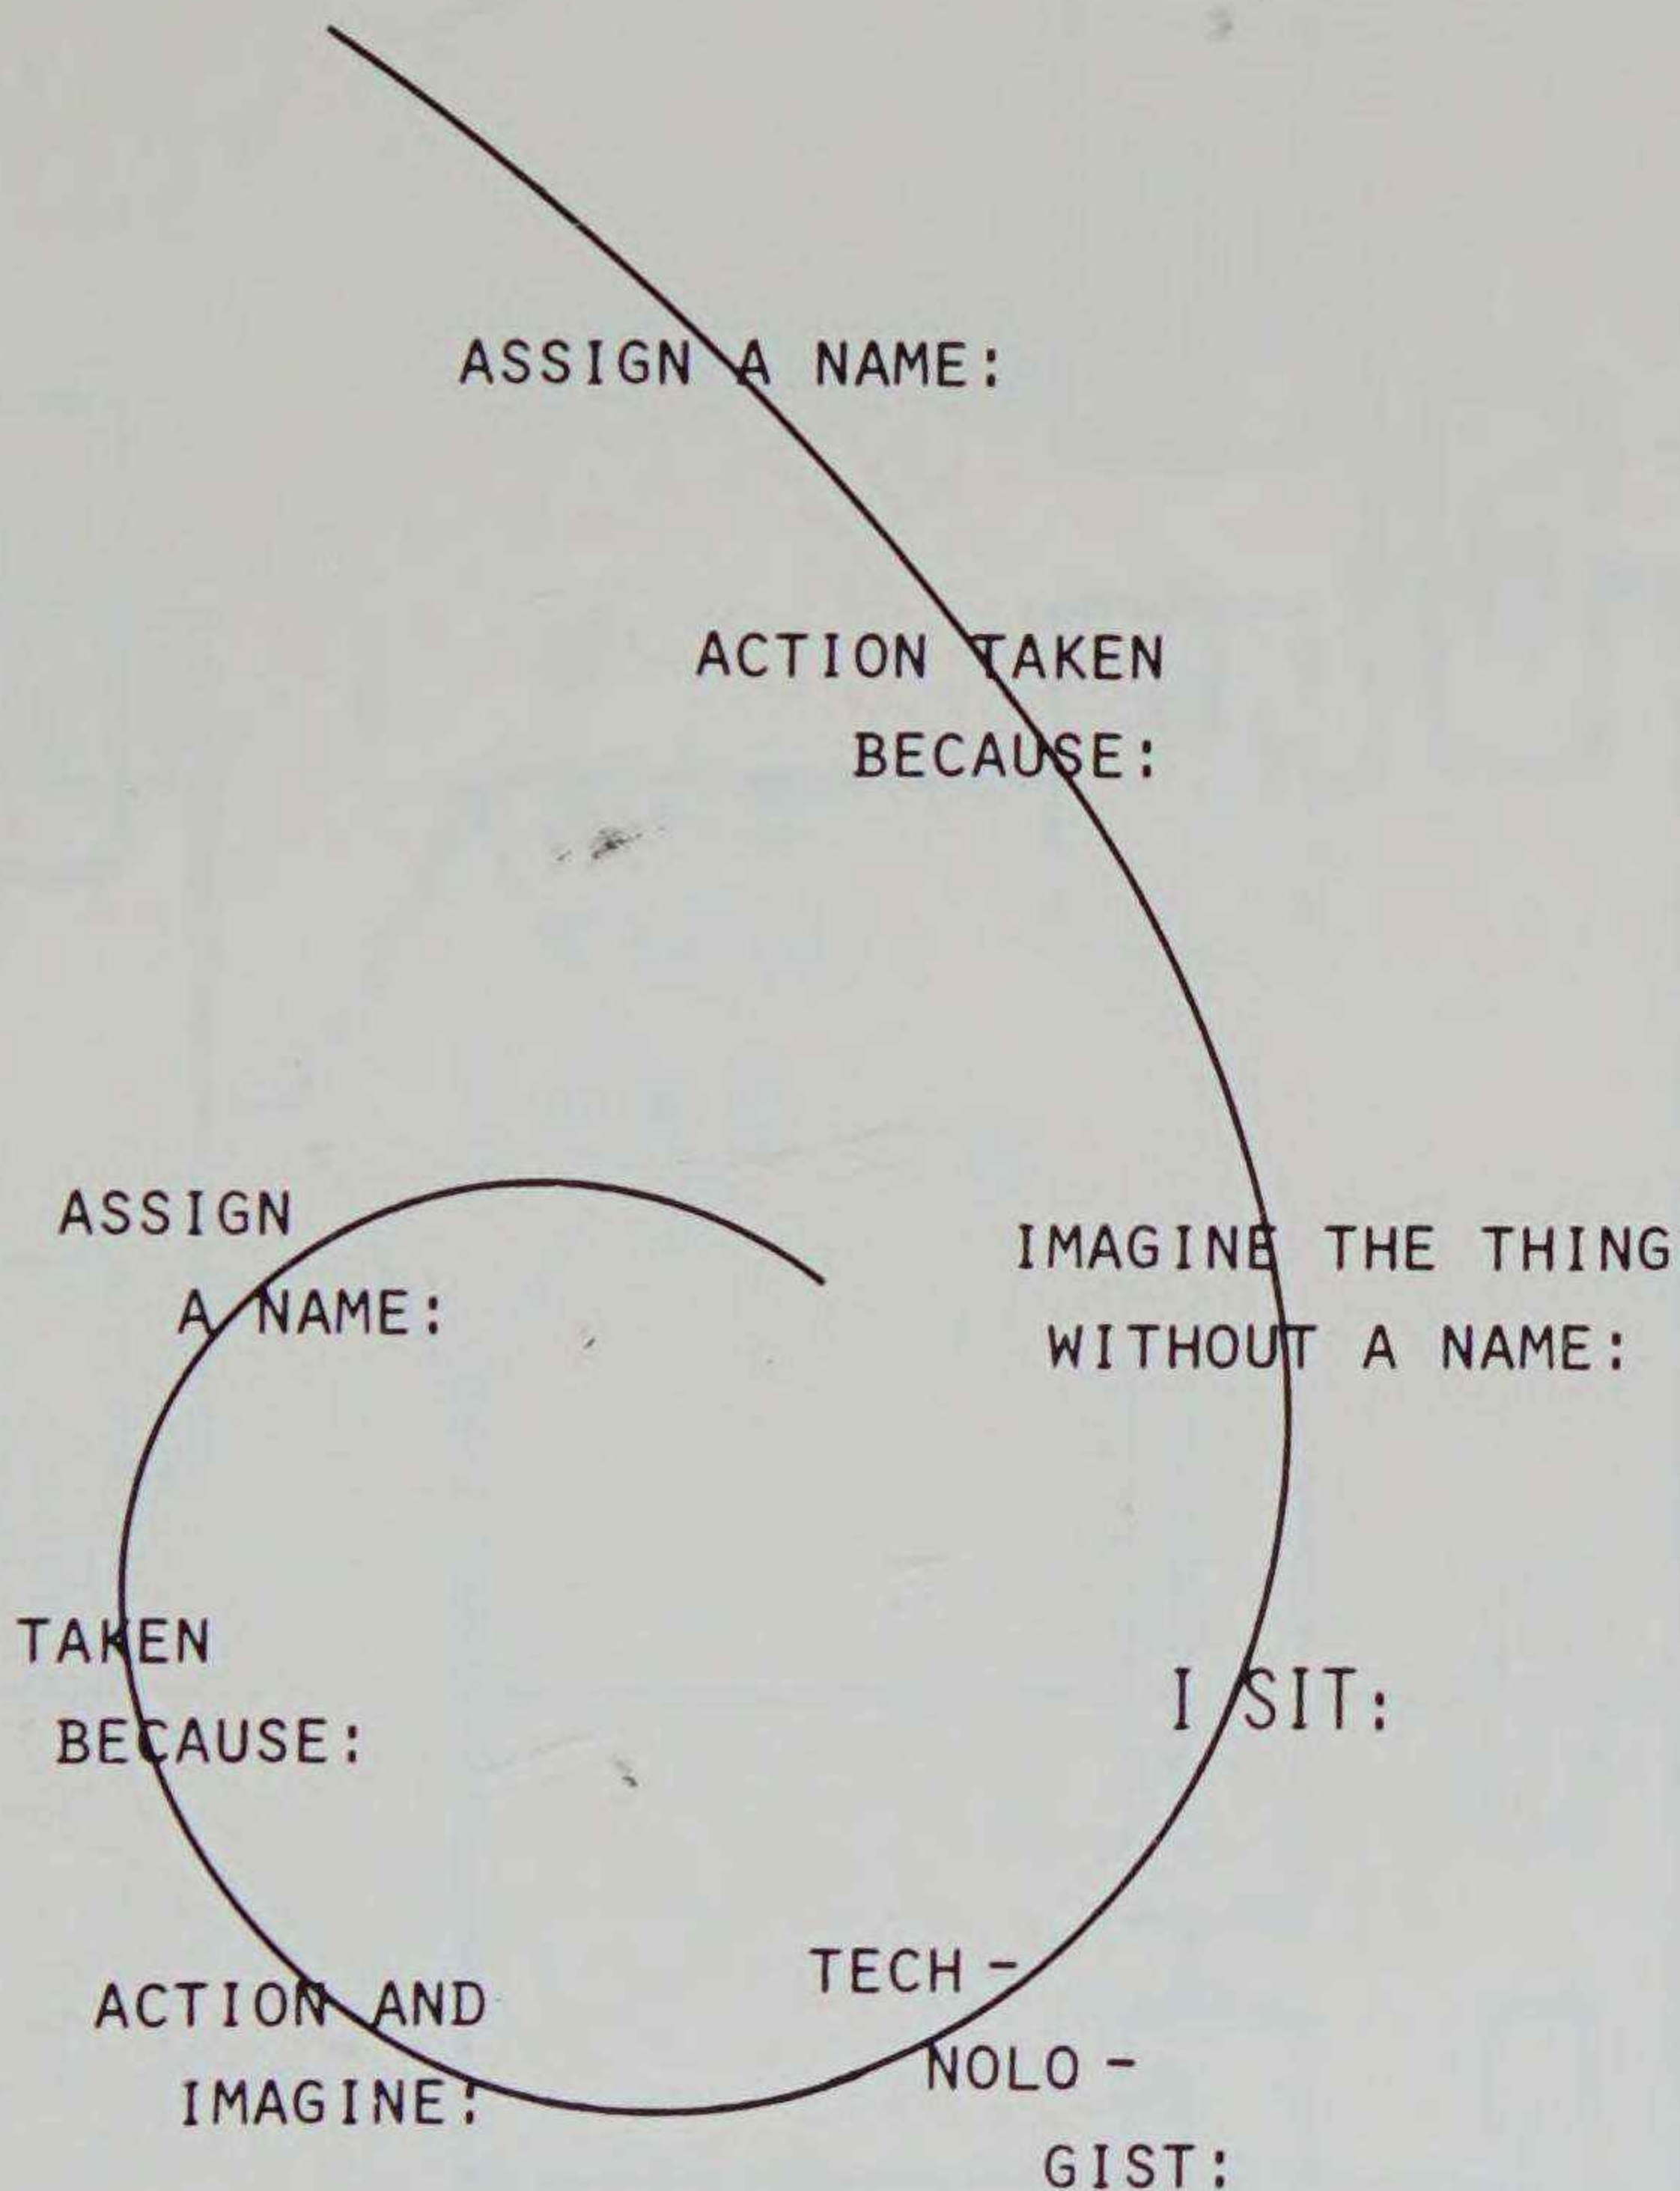 ASSIGN A NAME:
ACTION TAKEN
BECAUSE:
IMAGINE THE THING
WITHOUT A NAME:
I SIT:
TECH-
NOLO-
GIST:
ACTION AND
IMAGINE:
TAKEN
BECAUSE:
ASSIGN
A NAME: